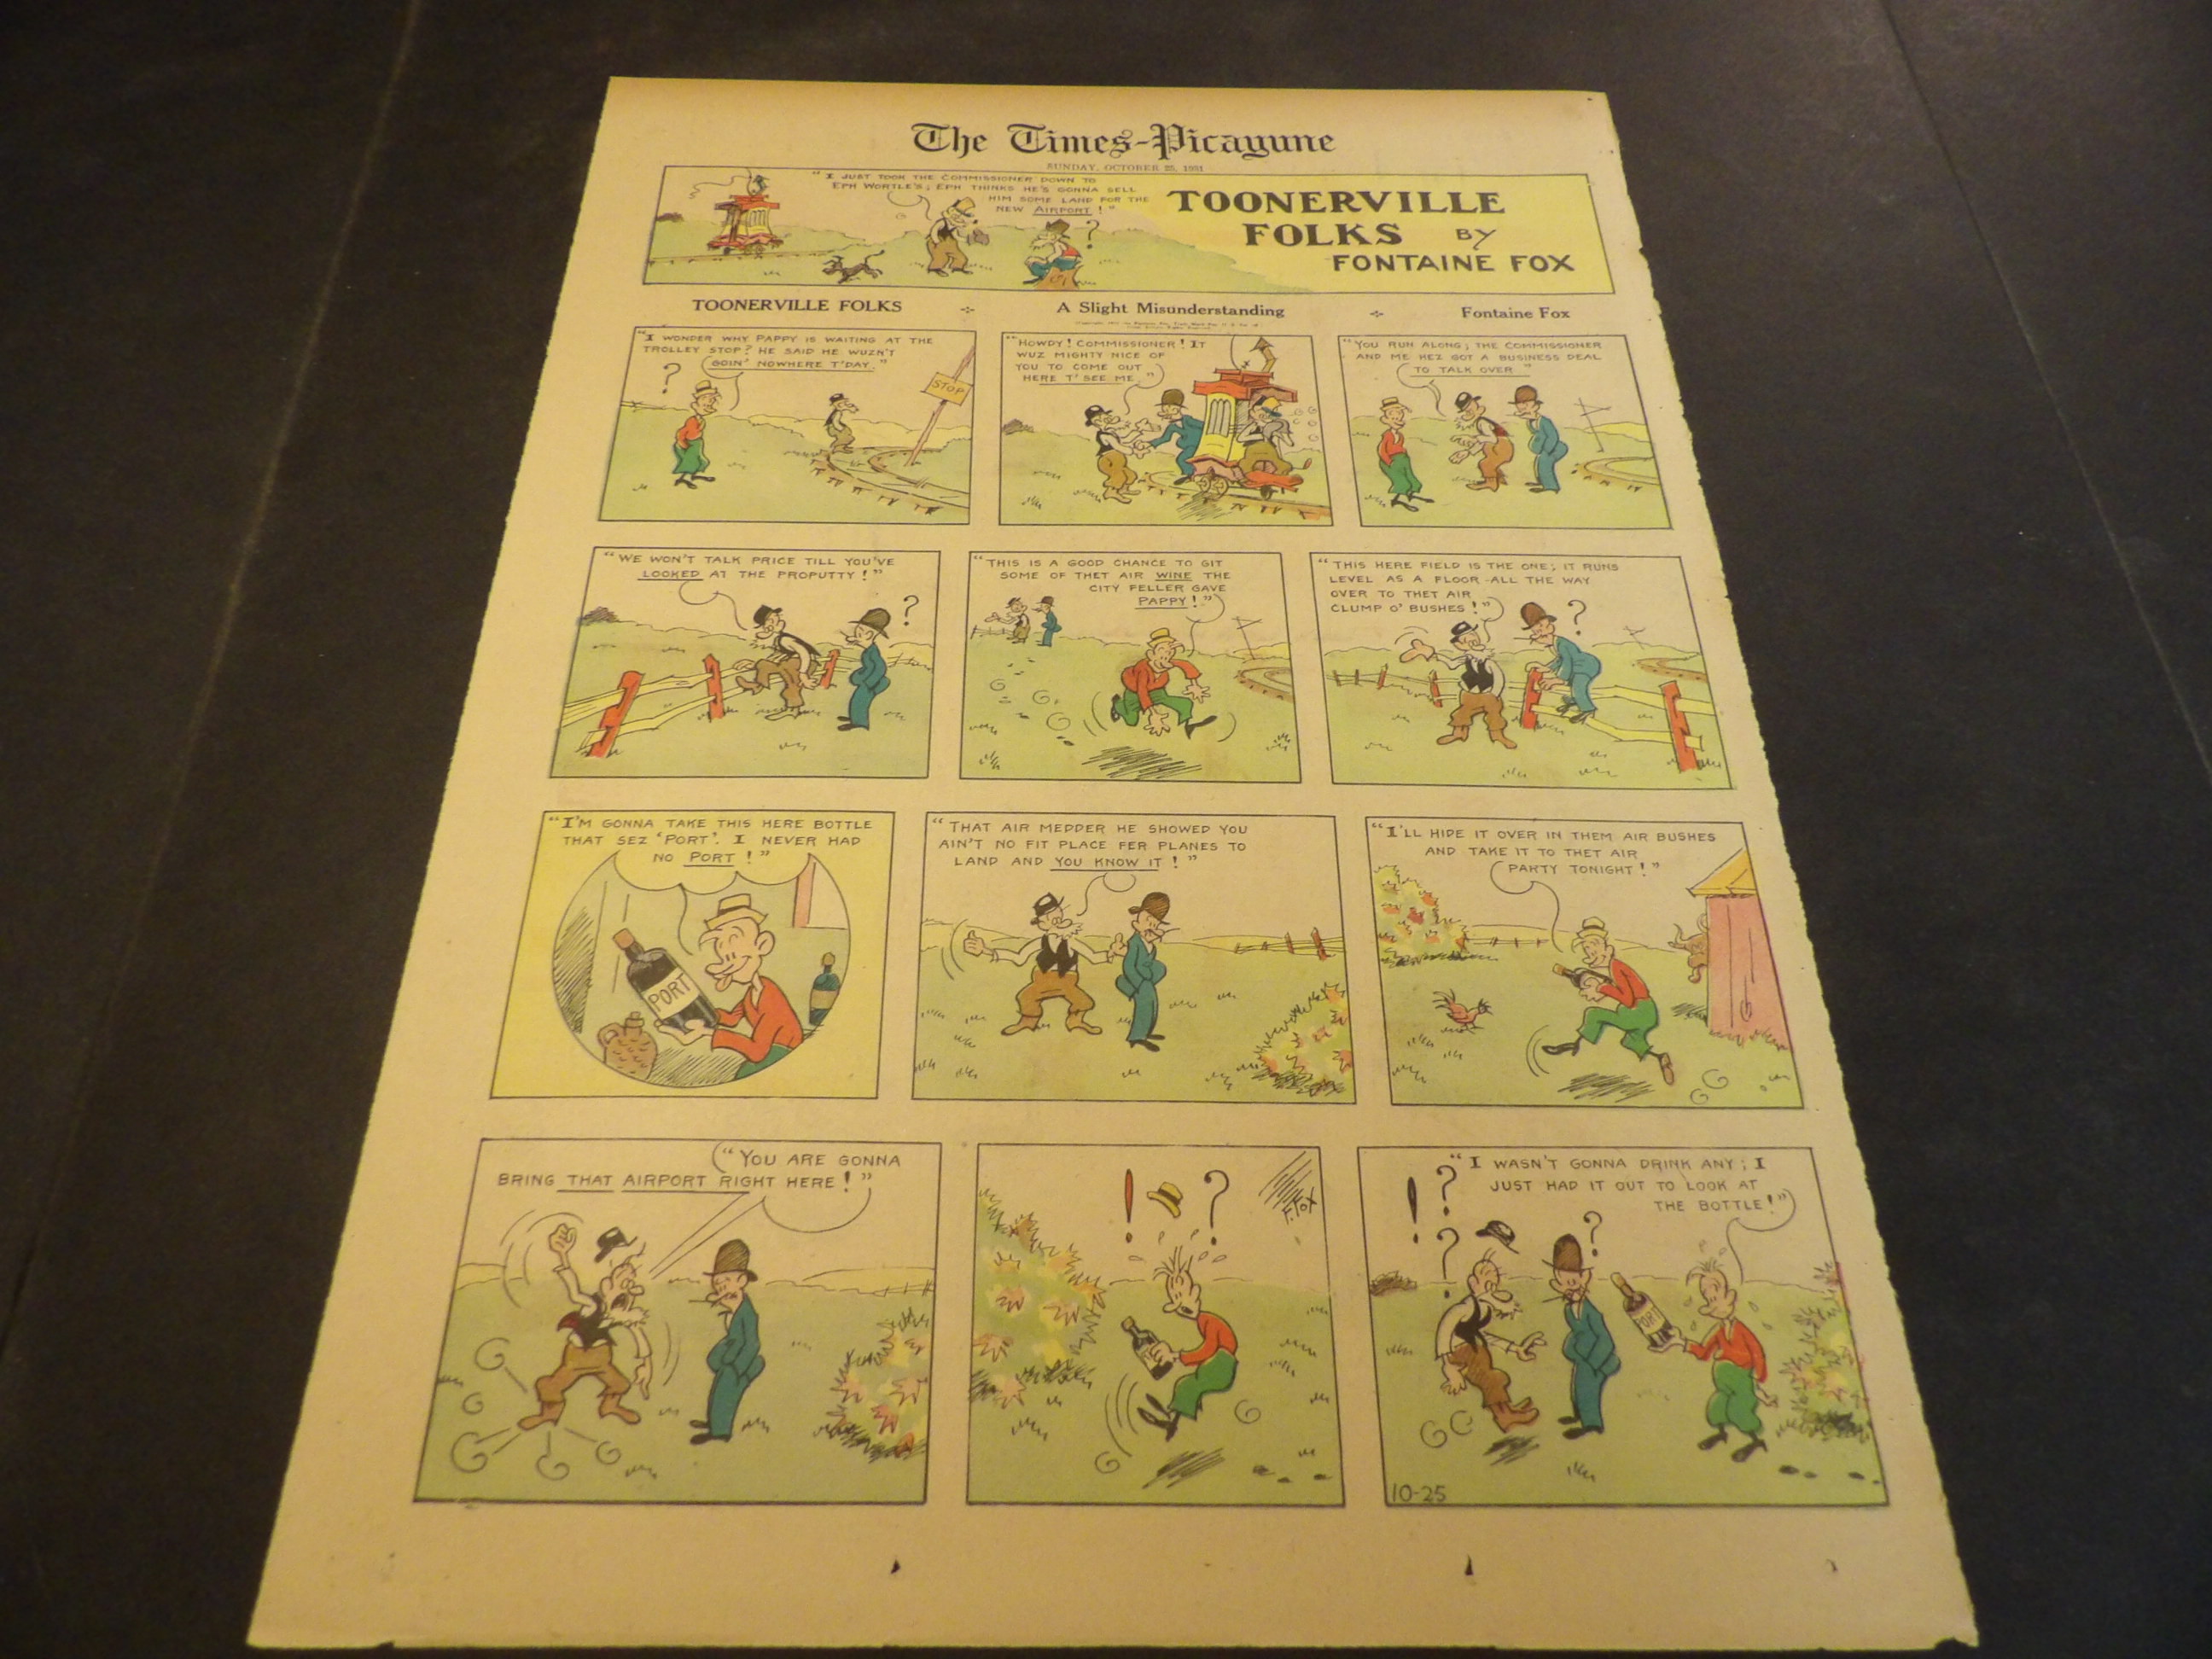 The Times-Picayune
SUNDAY, OCTOBER 25, 1931
"I JUST TOOK THE COMMISSIONER DOWN TO
EPH WORTLE'S; EPH THINKS HE'S GONNA SELL
HIM SOME LAND FOR THE
NEW AIRPORT!"
?
TOONERVILLE
FOLKS BY
FONTAINE FOX
TOONERVILLE FOLKS A Slight Misunderstanding Fontaine Fox
"I WONDER WHY PAPPY IS WAITING AT THE
TROLLEY STOP? HE SAID HE WUZN'T
GOIN' NOWHERE T'DAY."
?
STOP
"HOWDY! COMMISSIONER! IT
WUZ MIGHTY NICE OF
YOU TO COME OUT
HERE T' SEE ME."
"YOU RUN ALONG; THE COMMISSIONER
AND ME HEZ GOT A BUSINESS DEAL
TO TALK OVER"
"WE WON'T TALK PRICE TILL YOU'VE
LOOKED AT THE PROPUTTY!"
?
"THIS IS A GOOD CHANCE TO GIT
SOME OF THET AIR WINE THE
CITY FELLER GAVE
PAPPY!"
"THIS HERE FIELD IS THE ONE; IT RUNS
LEVEL AS A FLOOR ALL THE WAY
OVER TO THET AIR
CLUMP O' BUSHES!"
?
"I'M GONNA TAKE THIS HERE BOTTLE
THAT SEZ 'PORT'. I NEVER HAD
NO PORT!"
PORT
"THAT AIR MEDDER HE SHOWED YOU
AIN'T NO FIT PLACE FER PLANES TO
LAND AND YOU KNOW IT!"
"I'LL HIDE IT OVER IN THEM AIR BUSHES
AND TAKE IT TO THET AIR
PARTY TONIGHT!"
"YOU ARE GONNA
BRING THAT AIRPORT RIGHT HERE!"
! ?
F. FOX
"I WASN'T GONNA DRINK ANY; I
JUST HAD IT OUT TO LOOK AT
THE BOTTLE!"
! ?
?
?
PORT
10-25